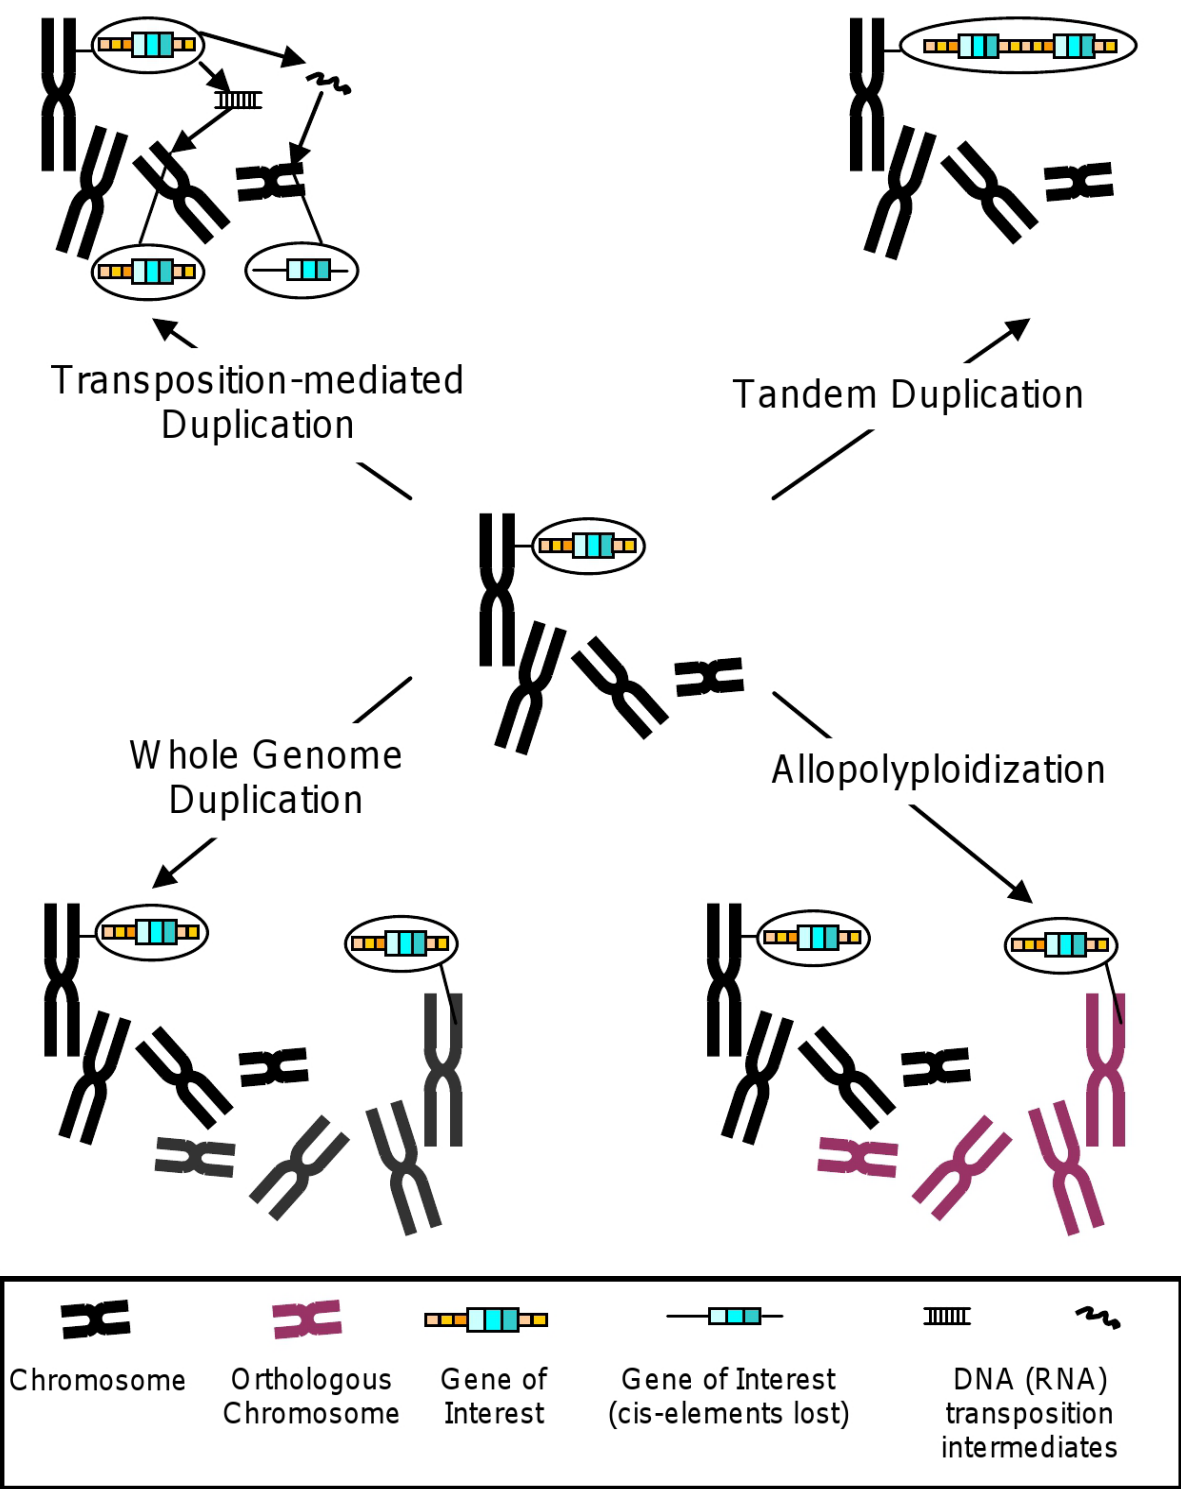 Transposition-mediated
Duplication
Tandem Duplication
Whole Genome
Duplication
Allopolyploidization
Chromosome
Orthologous
Chromosome
Gene of
Interest
Gene of Interest
(cis-elements lost)
DNA (RNA)
transposition
intermediates